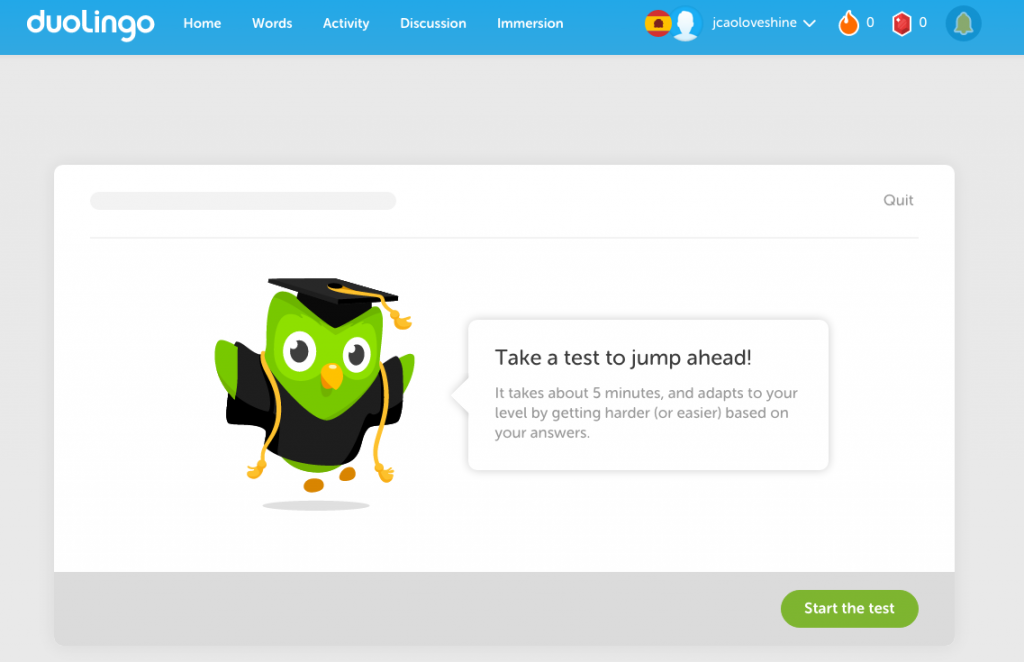 duolingo Home Words Activity Discussion Immersion jcaoloveshine 0 0
Quit
Take a test to jump ahead!
It takes about 5 minutes, and adapts to your
level by getting harder (or easier) based on
your answers.
Start the test